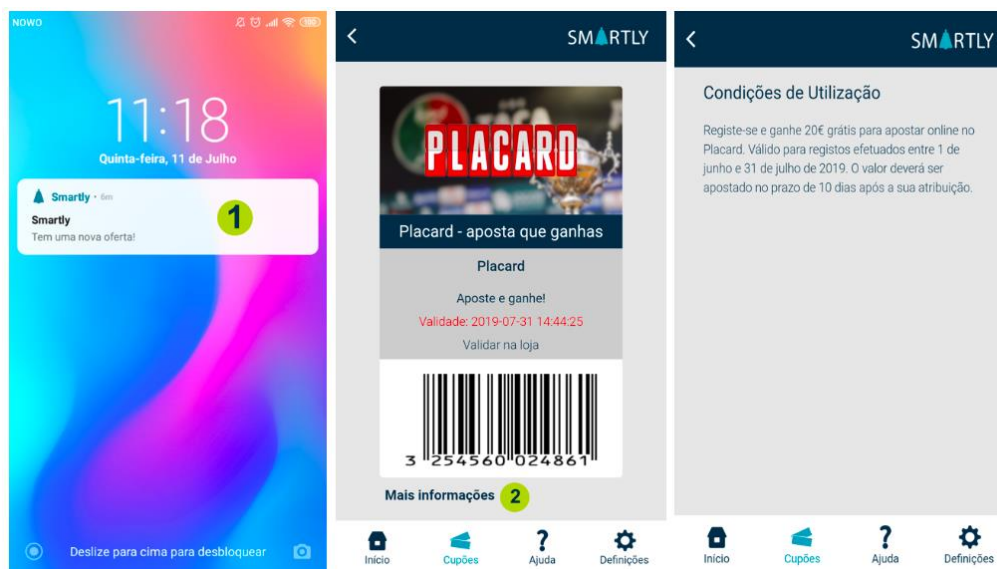 NOWO
100
11:18
Quinta-feira, 11 de Julho
Smartly • 6m
Smartly
Tem uma nova oferta!
1
Deslize para cima para desbloquear
SMARTLY
PLACARD
Placard - aposta que ganhas
Placard
Aposte e ganhe!
Validade: 2019-07-31 14:44:25
Validar na loja
3 254560 024861
Mais informações 2
Início Cupões Ajuda Definições
SMARTLY
Condições de Utilização
Registe-se e ganhe 20€ grátis para apostar online no
Placard. Válido para registos efetuados entre 1 de
junho e 31 de julho de 2019. O valor deverá ser
apostado no prazo de 10 dias após a sua atribuição.
Início Cupões Ajuda Definições